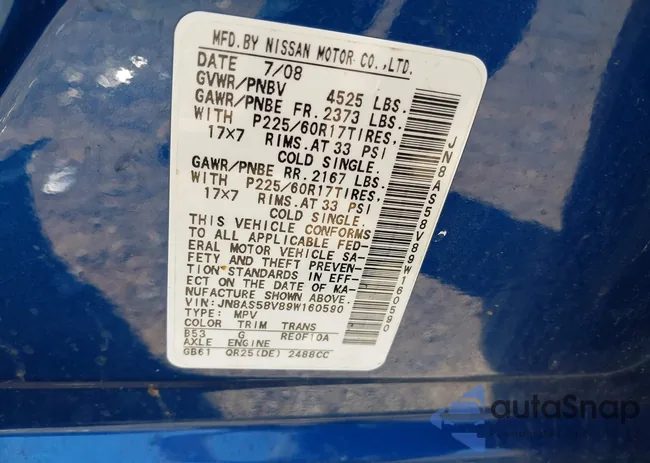 MFD.BY NISSAN MOTOR CO.,LTD.
DATE 7/08
GVWR/PNBV 4525 LBS.
GAWR/PNBE FR. 2373 LBS.
WITH P225/60R17TIRES,
17x7 RIMS.AT 33 PSI
COLD SINGLE.
GAWR/PNBE RR. 2167 LBS.
WITH P225/60R17TIRES,
17x7 RIMS.AT 33 PSI
COLD SINGLE.
THIS VEHICLE CONFORMS
TO ALL APPLICABLE FED-
ERAL MOTOR VEHICLE SA-
FETY AND THEFT PREVEN-
TION STANDARDS IN EFF-
ECT ON THE DATE OF MA-
NUFACTURE SHOWN ABOVE.
VIN: JN8AS58V89W160590
TYPE: MPV
COLOR TRIM TRANS
B53 G RE0F10A
AXLE ENGINE
GB61 QR25(DE) 2488CC
JN8AS58V89W160590
autoSnap